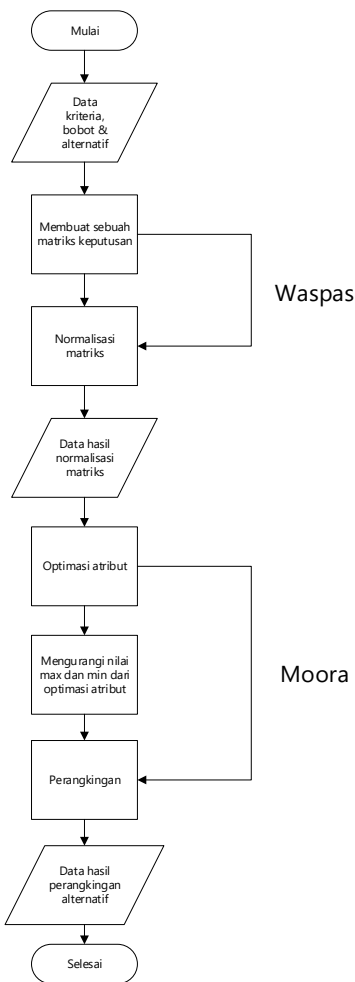 Mulai
Data
kriteria,
bobot &
alternatif
Membuat sebuah
matriks keputusan
Waspas
Normalisasi
matriks
Data hasil
normalisasi
matriks
Optimasi atribut
Mengurangi nilai
max dan min dari
optimasi atribut
Moora
Perangkingan
Data hasil
perangkingan
alternatif
Selesai